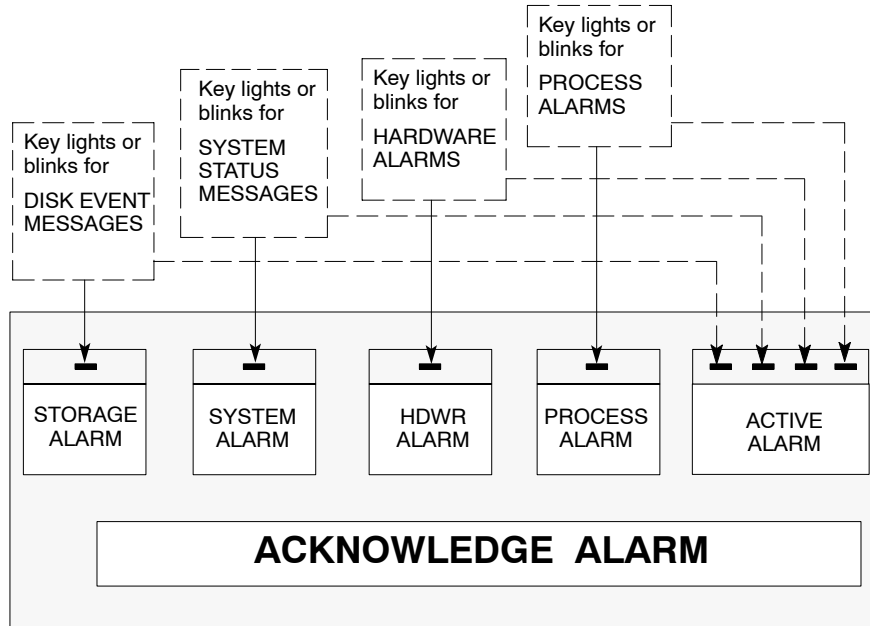 Key lights or
blinks for
DISK EVENT
MESSAGES
Key lights or
blinks for
SYSTEM
STATUS
MESSAGES
Key lights or
blinks for
HARDWARE
ALARMS
Key lights or
blinks for
PROCESS
ALARMS
STORAGE
ALARM
SYSTEM
ALARM
HDWR
ALARM
PROCESS
ALARM
ACTIVE
ALARM
ACKNOWLEDGE ALARM